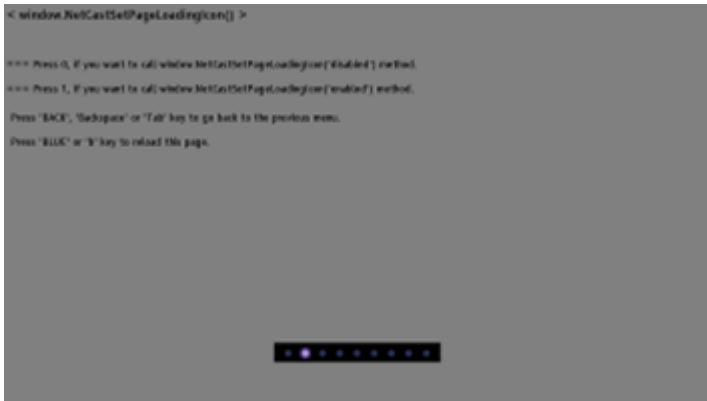 < window.NetCastSetPageLoadingIcon() >
=== Press 0, if you want to call window.NetCastSetPageLoadingIcon('disabled') method.
=== Press 1, if you want to call window.NetCastSetPageLoadingIcon('enabled') method.
Press 'BACK', 'Backspace' or 'Tab' key to go back to the previous menu.
Press 'BLUE' or 'b' key to reload this page.